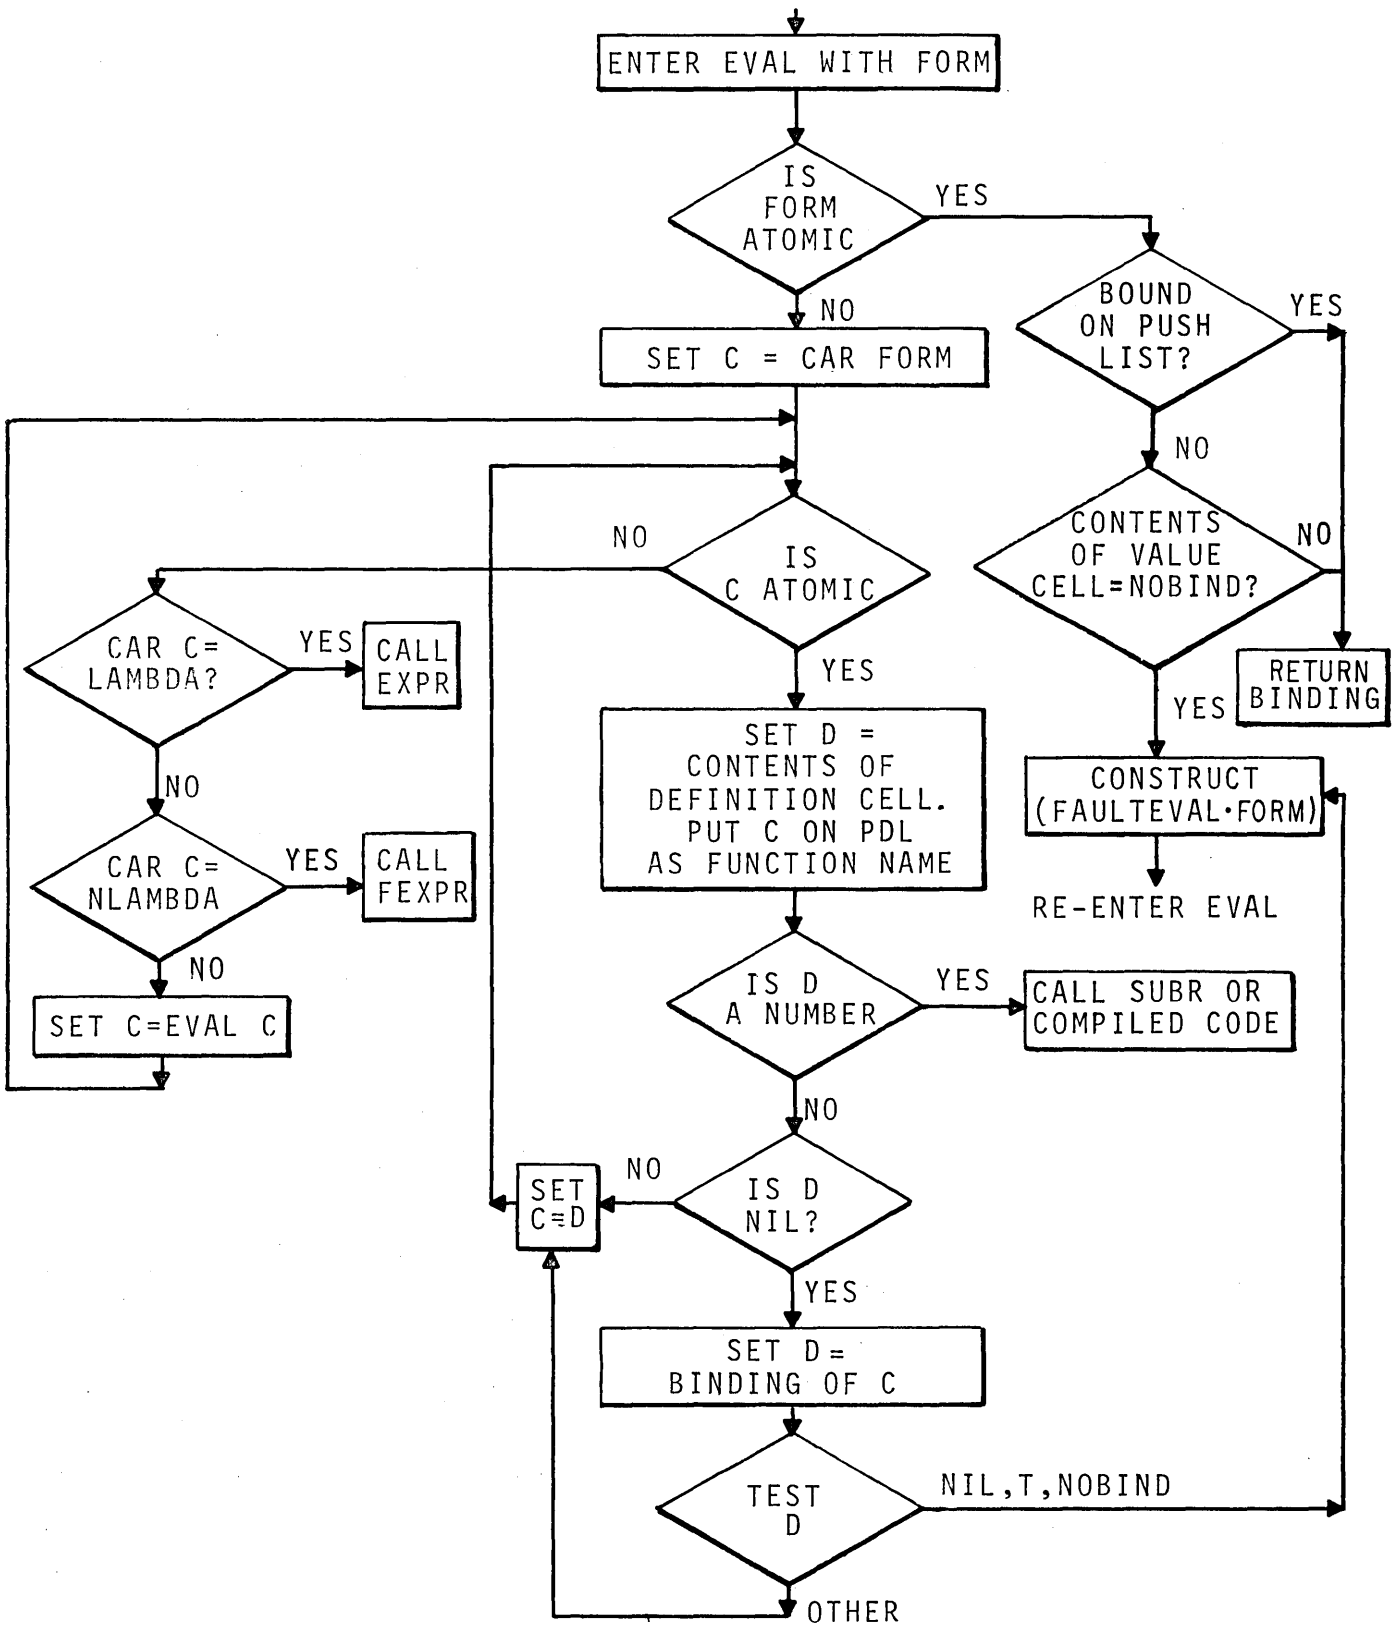 ENTER EVAL WITH FORM
IS
FORM
ATOMIC
YES
NO
BOUND
ON PUSH
LIST?
YES
SET C = CAR FORM
NO
CONTENTS
OF VALUE
CELL=NOBIND?
NO
NO
IS
C ATOMIC
YES
CAR C=
LAMBDA?
YES
CALL
EXPR
RETURN
BINDING
YES
SET D =
CONTENTS OF
DEFINITION CELL.
PUT C ON PDL
AS FUNCTION NAME
CONSTRUCT
(FAULTEVAL·FORM)
NO
CAR C=
NLAMBDA
YES
CALL
FEXPR
RE-ENTER EVAL
NO
SET C=EVAL C
IS D
A NUMBER
YES
CALL SUBR OR
COMPILED CODE
NO
IS D
NIL?
NO
SET
C=D
YES
SET D=
BINDING OF C
TEST
D
NIL,T,NOBIND
OTHER